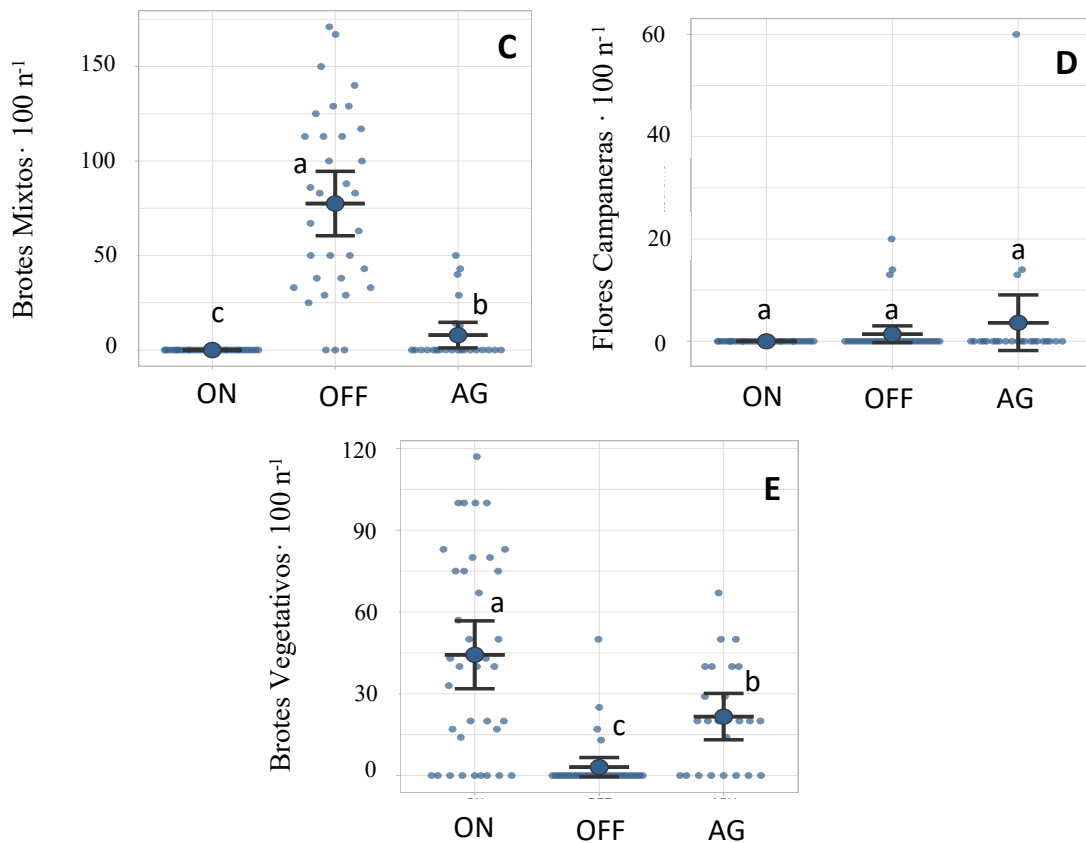 Brotes Mixtos· 100 n-1
150
100
50
0
C
c
a
b
ON
OFF
AG
Flores Campaneras · 100 n-1
60
40
20
0
D
a
a
a
ON
OFF
AG
Brotes Vegetativos· 100 n-1
120
90
60
30
0
E
a
c
b
ON
OFF
AG